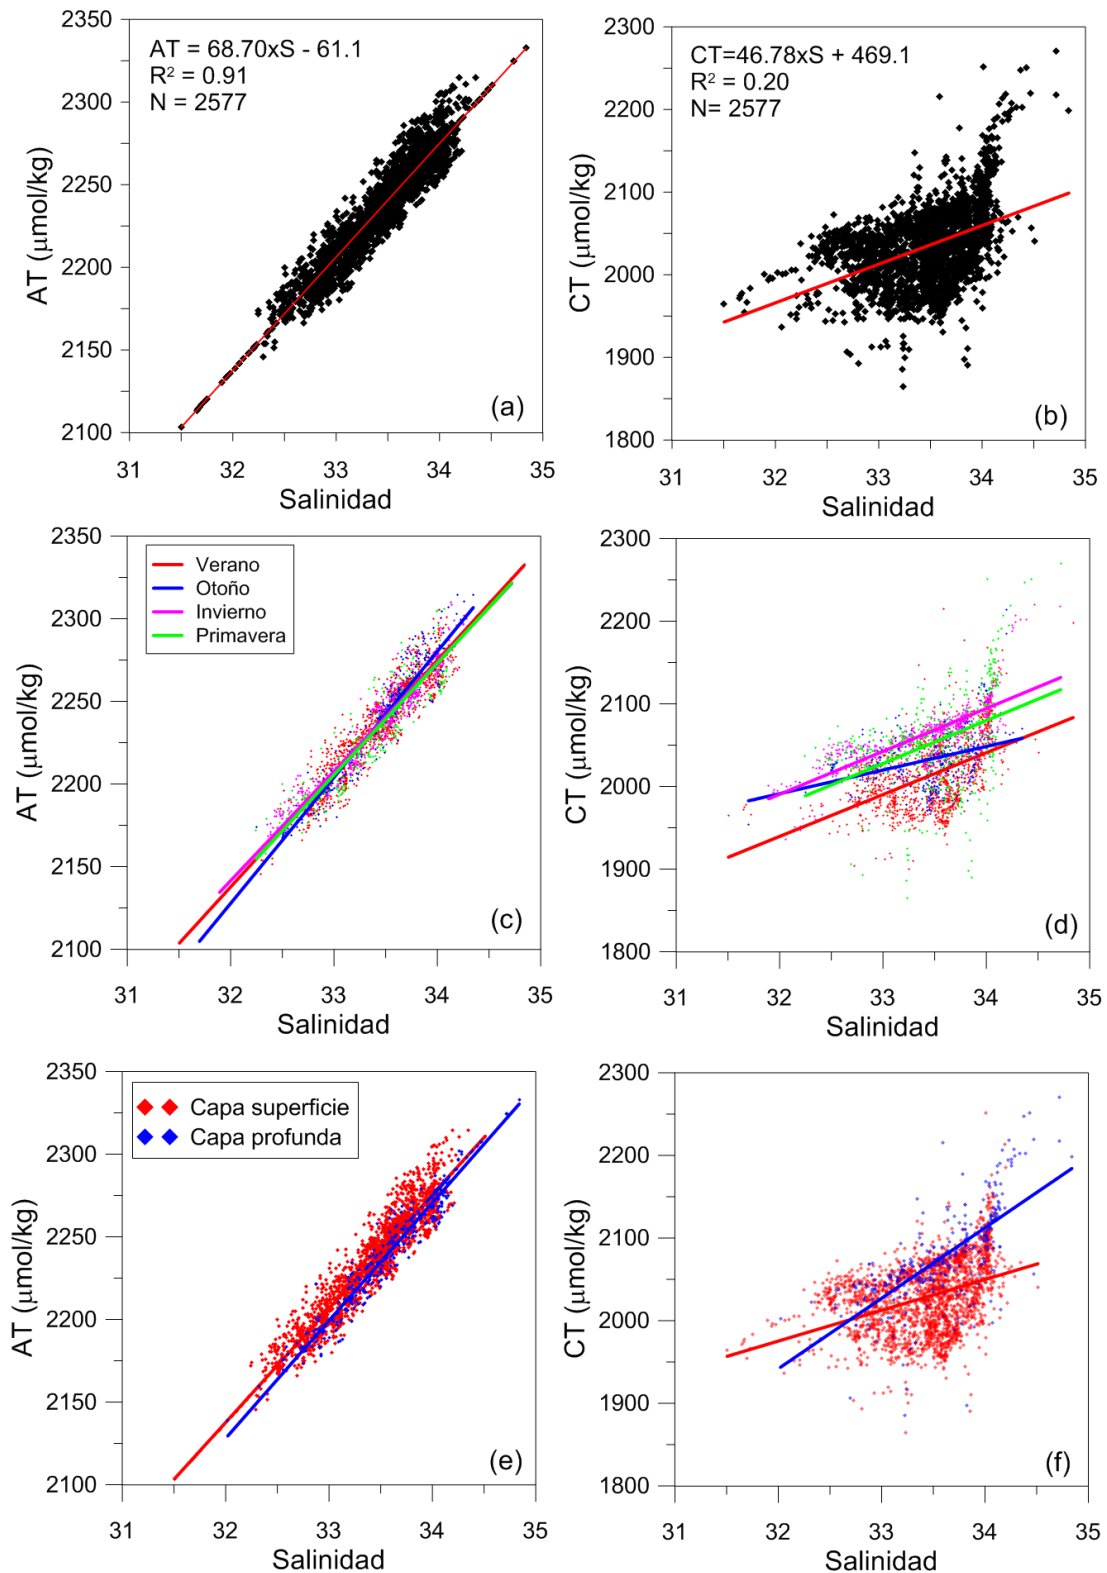 AT = 68.70xS - 61.1
R² = 0.91
N = 2577
AT (μmol/kg)
2350
2300
2250
2200
2150
2100
31
32
33
34
35
Salinidad
(a)
CT=46.78xS + 469.1
R² = 0.20
N= 2577
CT (μmol/kg)
2300
2200
2100
2000
1900
1800
31
32
33
34
35
Salinidad
(b)
Verano
Otoño
Invierno
Primavera
AT (μmol/kg)
2350
2300
2250
2200
2150
2100
31
32
33
34
35
Salinidad
(c)
CT (μmol/kg)
2300
2200
2100
2000
1900
1800
31
32
33
34
35
Salinidad
(d)
Capa superficie
Capa profunda
AT (μmol/kg)
2350
2300
2250
2200
2150
2100
31
32
33
34
35
Salinidad
(e)
CT (μmol/kg)
2300
2200
2100
2000
1900
1800
31
32
33
34
35
Salinidad
(f)